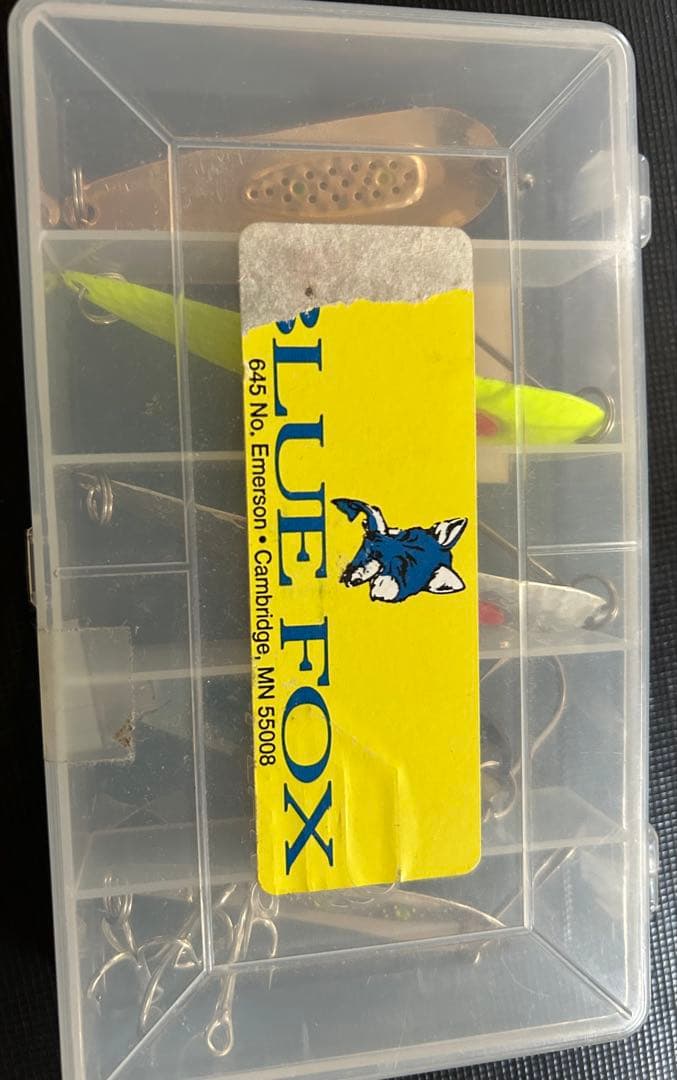 BLUE FOX
645 No. Emerson • Cambridge, MN 55008